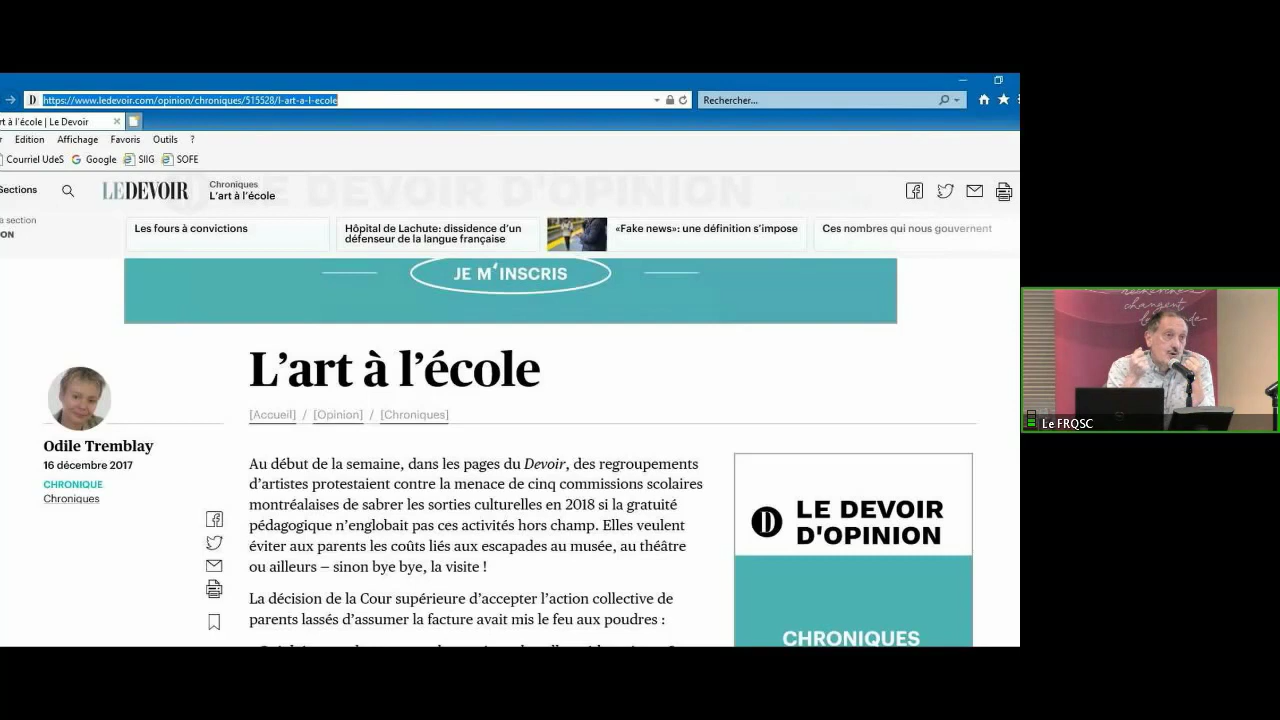 https://www.ledevoir.com/opinion/chroniques/515528/l-art-a-l-ecole
Rechercher...
rt à l'école | Le Devoir
Edition Affichage Favoris Outils ?
Courriel UdeS Google SIIG SOFE
Sections
LE DEVOIR
Chroniques
L'art à l'école
LE DEVOIR D'OPINION
a section
ON
Les fours à convictions
Hôpital de Lachute: dissidence d'un
défenseur de la langue française
«Fake news»: une définition s'impose
Ces nombres qui nous gouvernent
JE M'INSCRIS
L'art à l'école
[Accueil] / [Opinion] / [Chroniques]
Odile Tremblay
16 décembre 2017
CHRONIQUE
Chroniques
Au début de la semaine, dans les pages du Devoir, des regroupements
d'artistes protestaient contre la menace de cinq commissions scolaires
montréalaises de sabrer les sorties culturelles en 2018 si la gratuité
pédagogique n'englobait pas ces activités hors champ. Elles veulent
éviter aux parents les coûts liés aux escapades au musée, au théâtre
ou ailleurs – sinon bye bye, la visite !
La décision de la Cour supérieure d'accepter l'action collective de
parents lassés d'assumer la facture avait mis le feu aux poudres :
D LE DEVOIR
D'OPINION
CHRONIQUES
changent
Le FRQSC